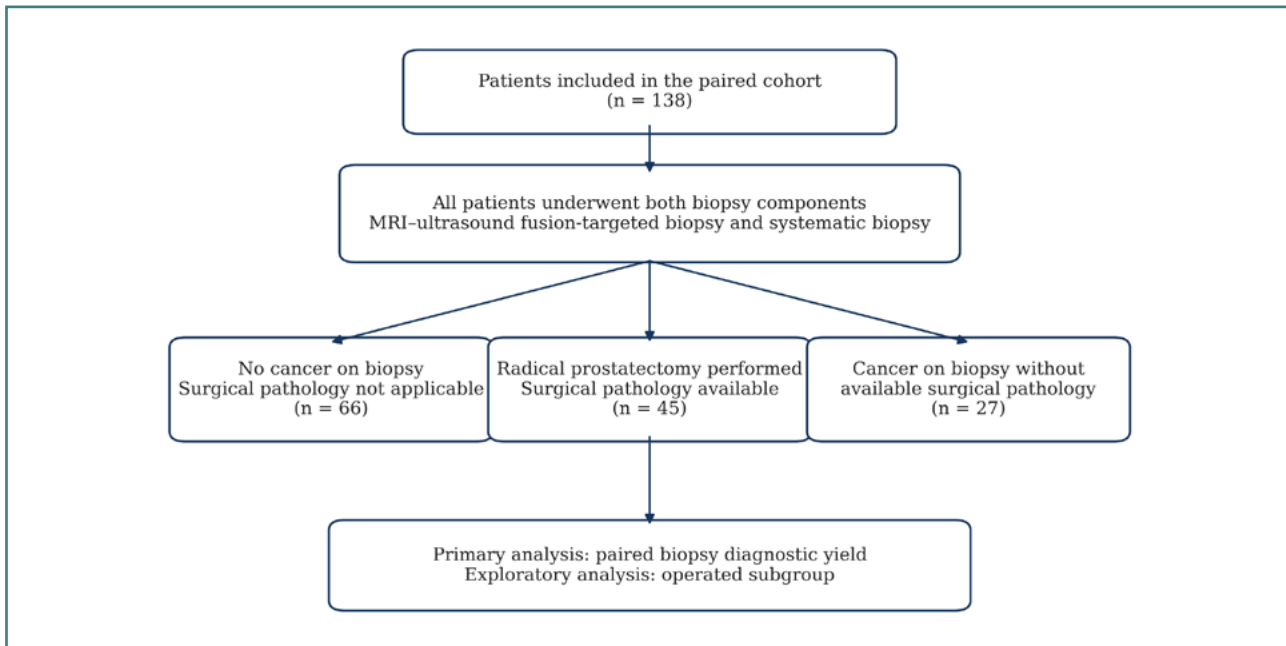 Patients included in the paired cohort
(n = 138)
All patients underwent both biopsy components
MRI–ultrasound fusion-targeted biopsy and systematic biopsy
No cancer on biopsy
Surgical pathology not applicable
(n = 66)
Radical prostatectomy performed
Surgical pathology available
(n = 45)
Cancer on biopsy without
available surgical pathology
(n = 27)
Primary analysis: paired biopsy diagnostic yield
Exploratory analysis: operated subgroup